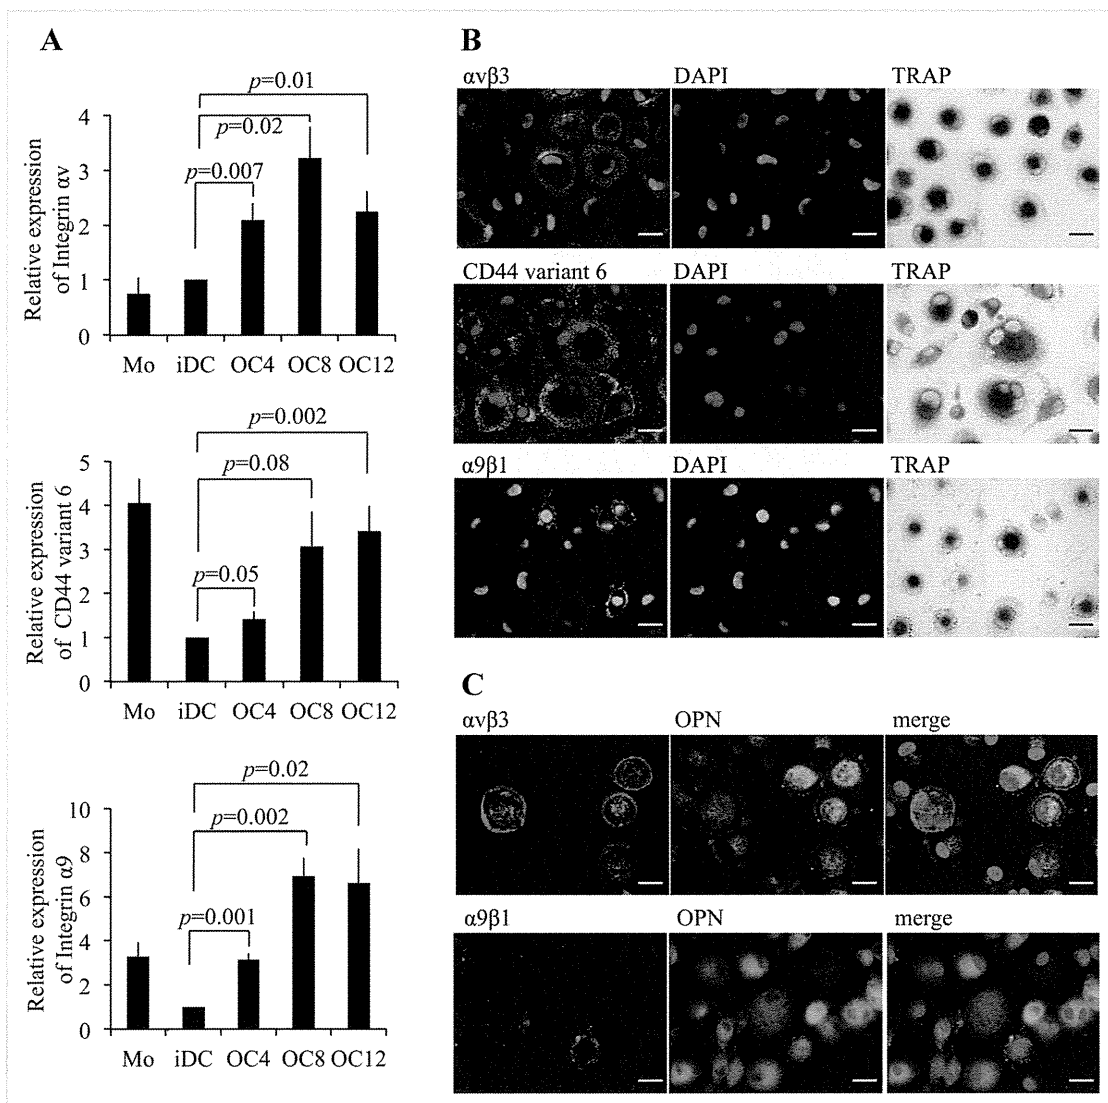 A
p=0.01
p=0.02
p=0.007
4
3
2
1
0
Relative expression
of Integrin αv
Mo iDC OC4 OC8 OC12
p=0.002
p=0.08
p=0.05
5
4
3
2
1
0
Relative expression
of CD44 variant 6
Mo iDC OC4 OC8 OC12
p=0.02
p=0.002
p=0.001
10
8
6
4
2
0
Relative expression
of Integrin α9
Mo iDC OC4 OC8 OC12
B
αvβ3 DAPI TRAP
CD44 variant 6 DAPI TRAP
α9β1 DAPI TRAP
C
αvβ3 OPN merge
α9β1 OPN merge